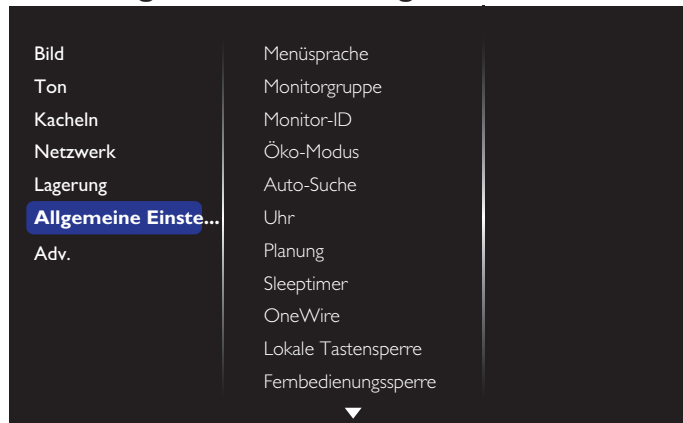 Bild
Ton
Kacheln
Netzwerk
Lagerung
Allgemeine Einste...
Adv.
Menüsprache
Monitorgruppe
Monitor-ID
Öko-Modus
Auto-Suche
Uhr
Planung
Sleeptimer
OneWire
Lokale Tastensperre
Fernbedienungssperre